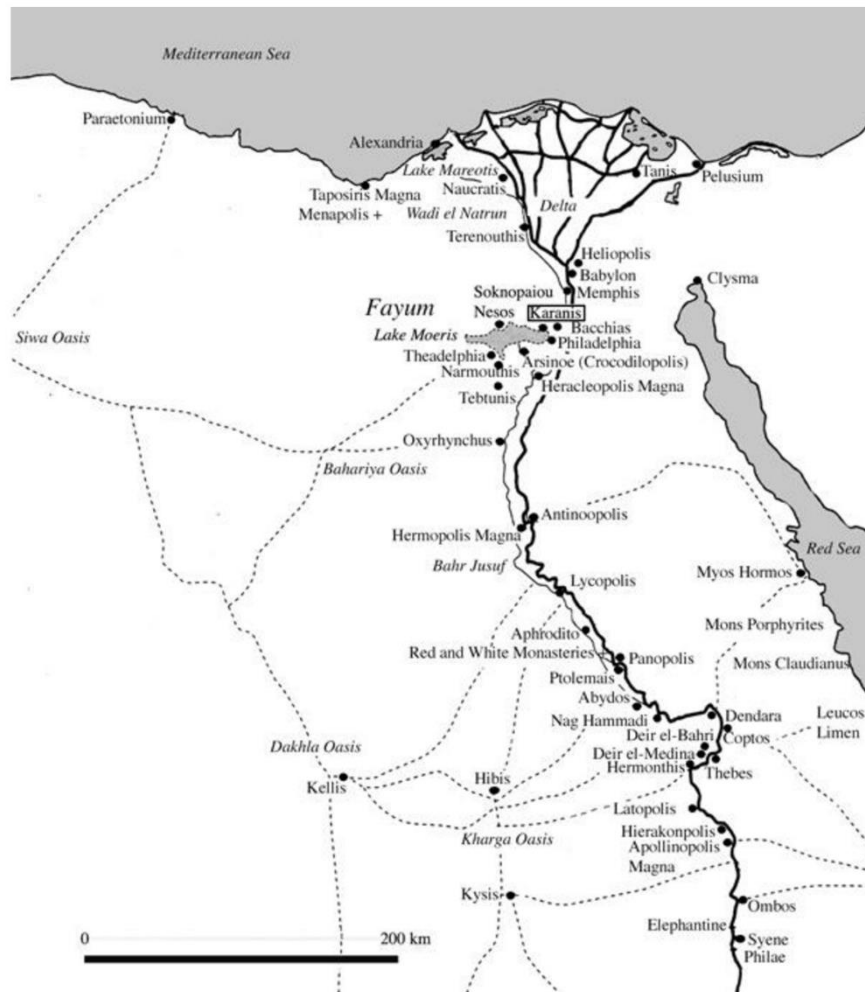 Mediterranean Sea
Paraetonium
Alexandria
Lake Mareotis
Naucratis
Tanis
Pelusium
Taposiris Magna
Menapolis +
Wadi el Natrun
Delta
Terenouthis
Heliopolis
Babylon
Clysma
Soknopaiou
Memphis
Fayum
Nesos
Karanis
Bacchias
Siwa Oasis
Lake Moeris
Philadelphia
Theadelphia
Arsinoe (Crocodilopolis)
Narmouthis
Heracleopolis Magna
Tebtunis
Oxyrhynchus
Bahariya Oasis
Antinoopolis
Hermopolis Magna
Red Sea
Bahr Jusuf
Myos Hormos
Lycopolis
Mons Porphyrites
Aphrodito
Red and White Monasteries
Panopolis
Mons Claudianus
Ptolemais
Abydos
Nag Hammadi
Dendara
Leucos
Limen
Deir el-Bahri
Coptos
Dakhla Oasis
Deir el-Medina
Kellis
Hibis
Hermonthis
Thebes
Latopolis
Hierakonpolis
Kharga Oasis
Apollinopolis
Magna
Kysis
Ombos
Elephantine
0 200 km
Syene
Philae